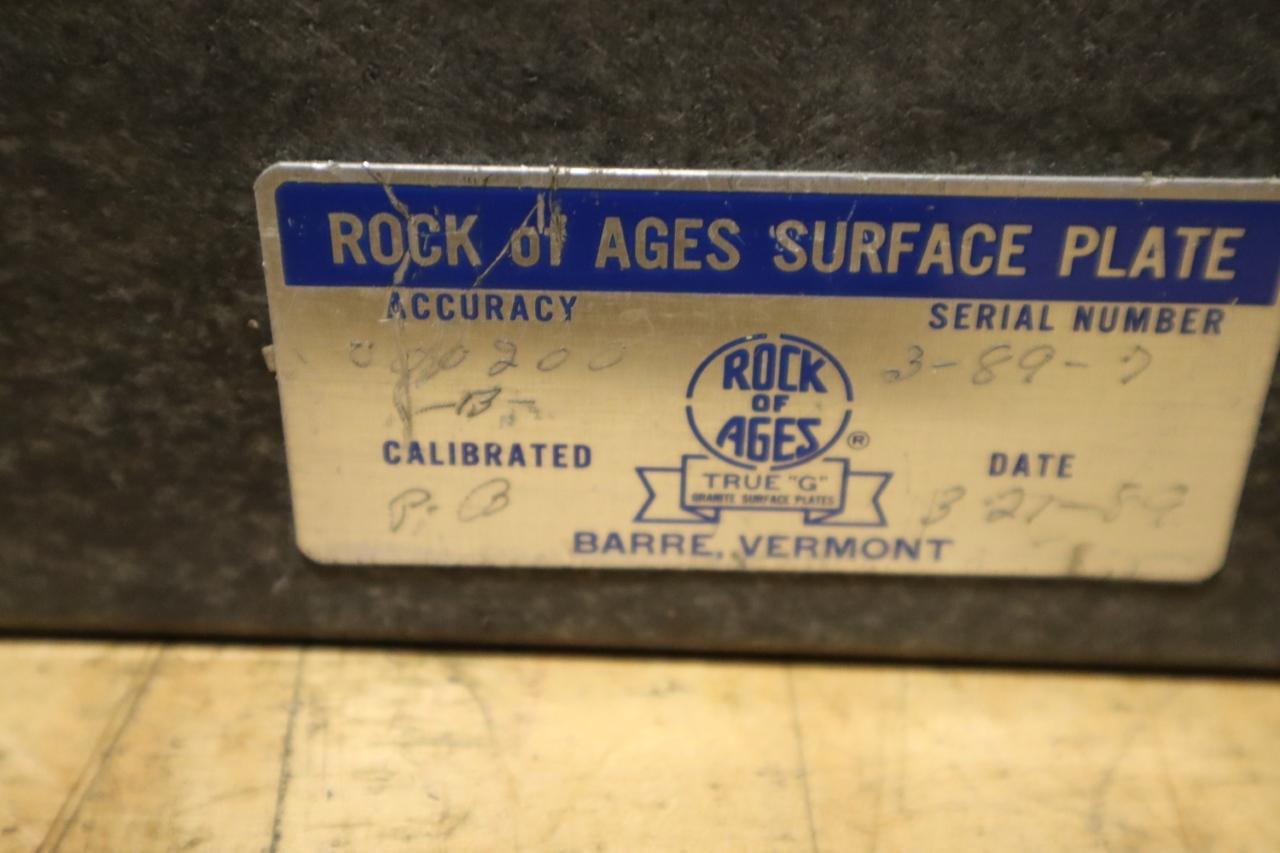 ROCK of AGES SURFACE PLATE
ACCURACY
SERIAL NUMBER
3-89-7
-B-
ROCK
OF
AGES
®
TRUE "G"
GRANITE SURFACE PLATES
CALIBRATED
DATE
P. B
BARRE, VERMONT